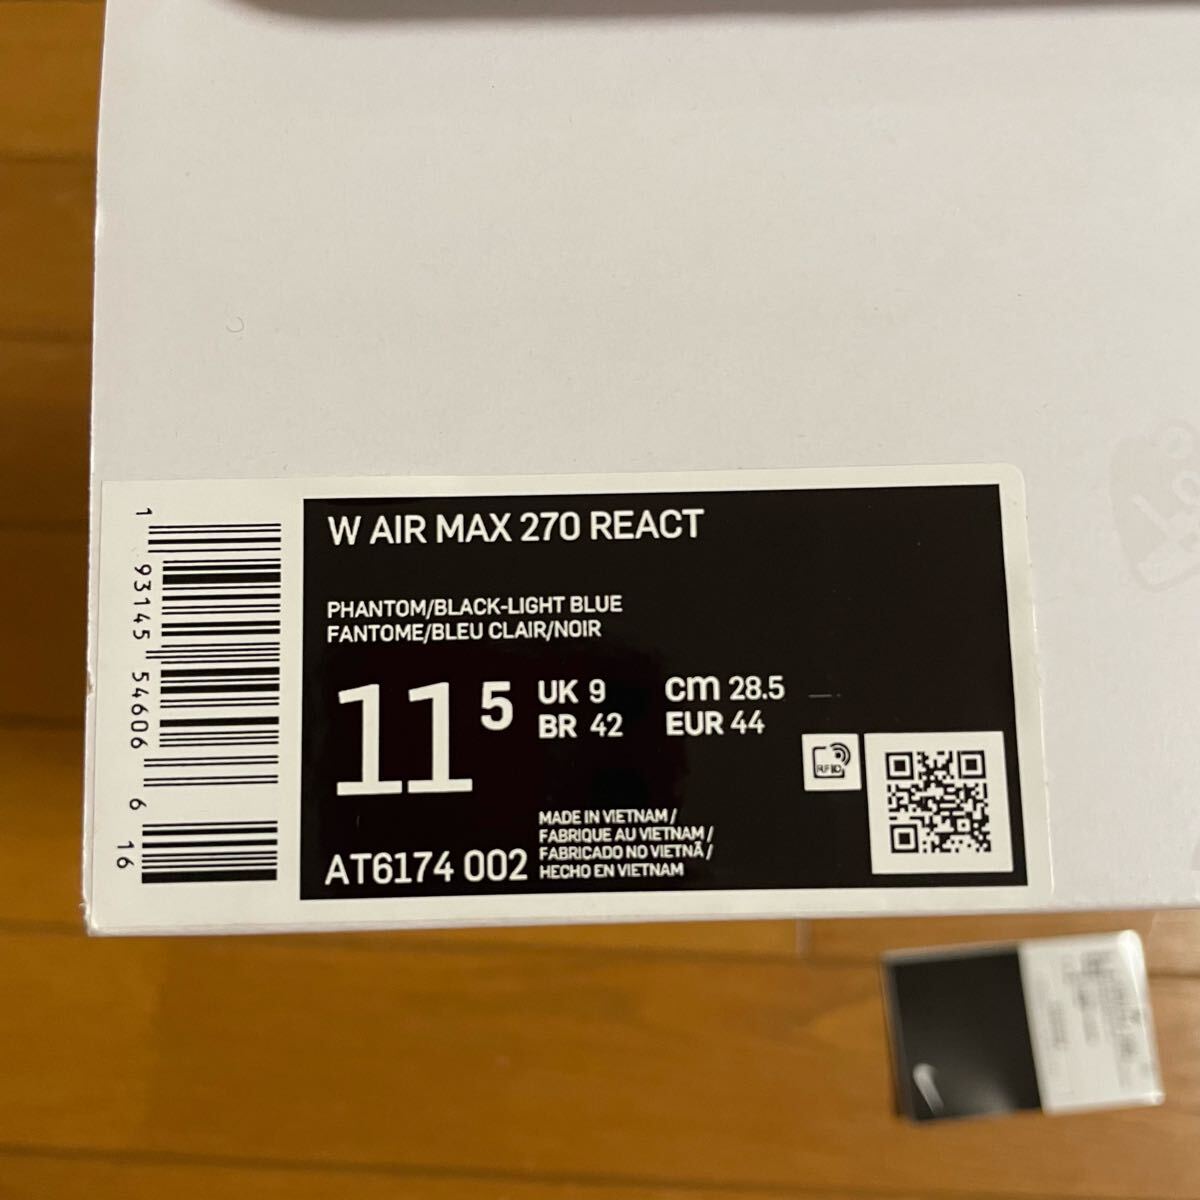 W AIR MAX 270 REACT
PHANTOM/BLACK-LIGHT BLUE
FANTOME/BLEU CLAIR/NOIR
11 5
UK 9 cm 28.5
BR 42 EUR 44
RFID
MADE IN VIETNAM /
FABRIQUE AU VIETNAM /
FABRICADO NO VIETNÃ /
HECHO EN VIETNAM
AT6174 002
1 93145 54606 6 16